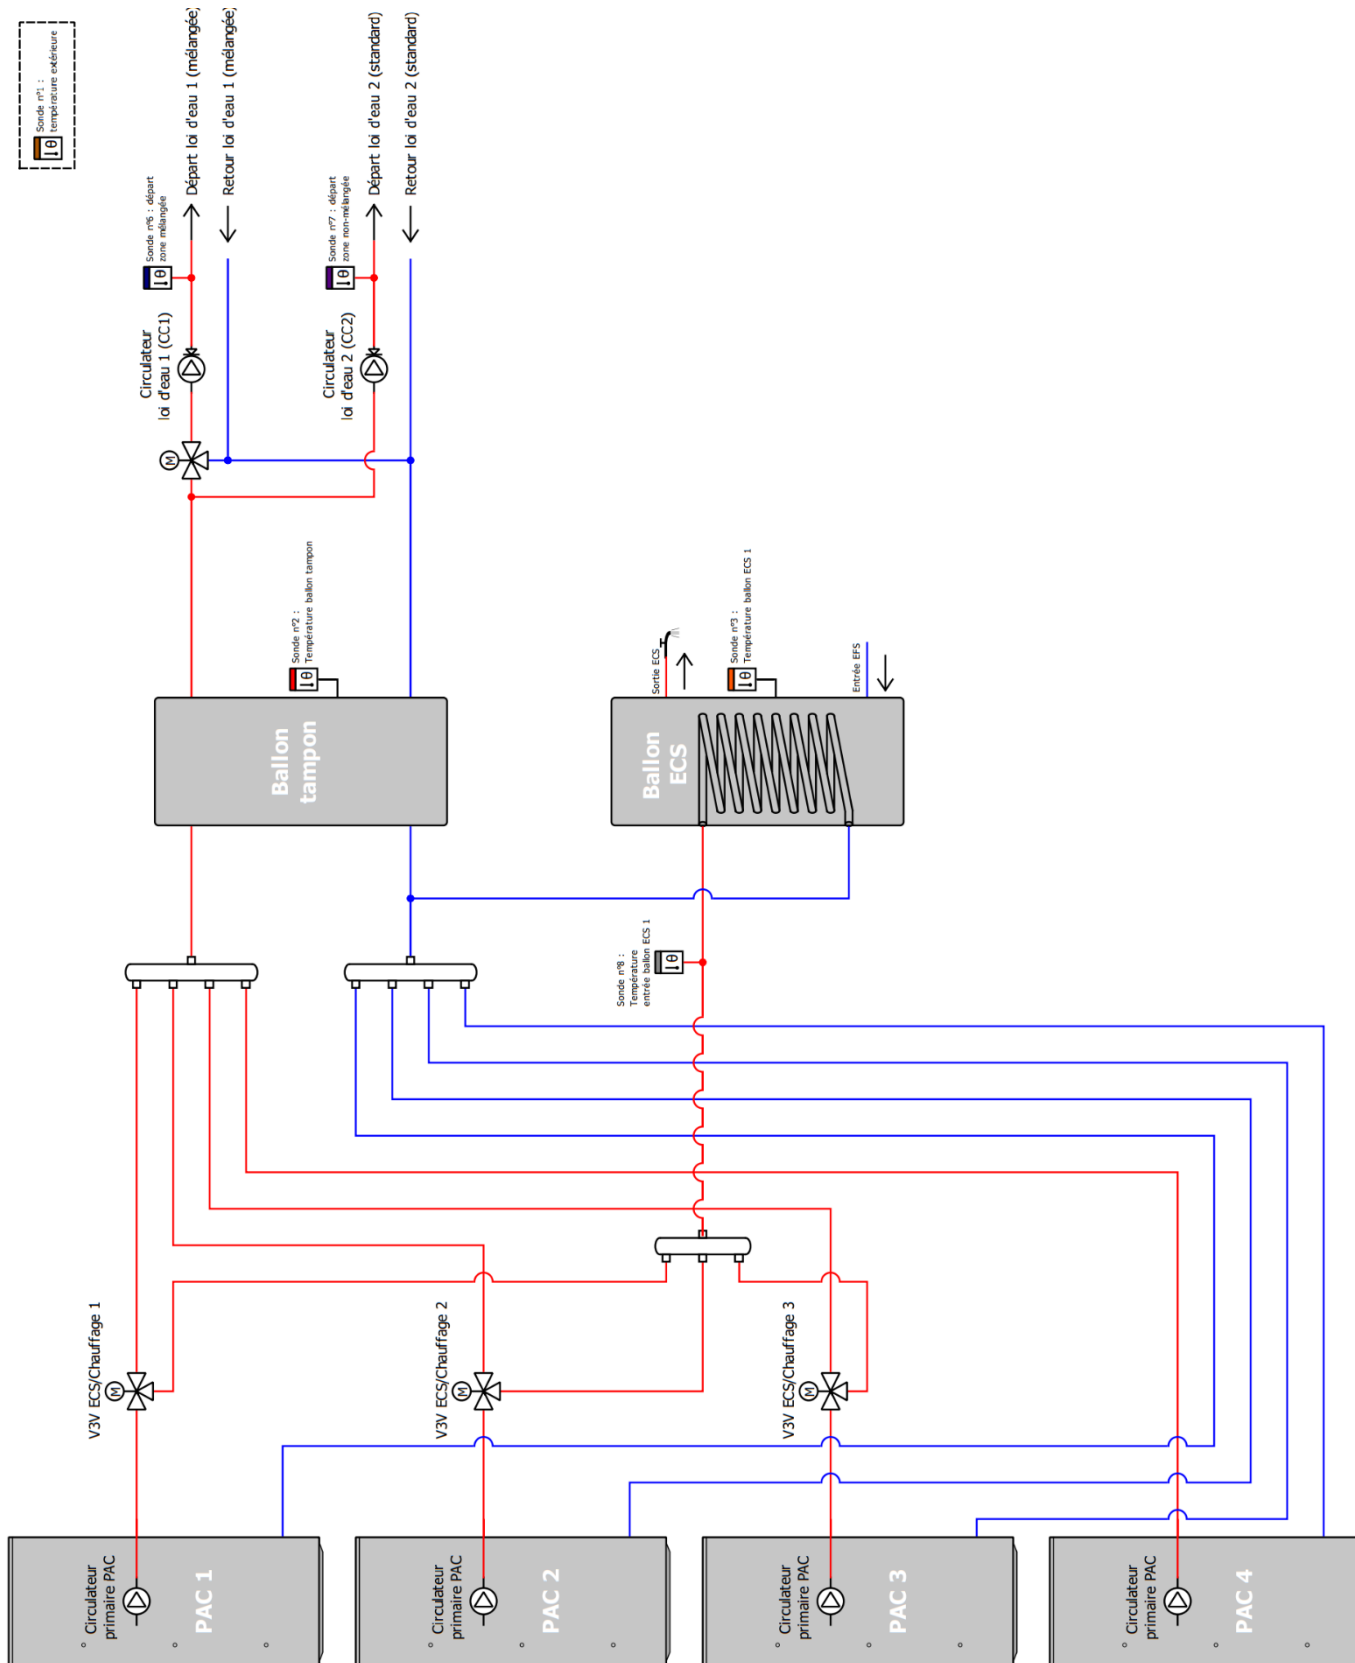 Sonde n°1 :
température extérieure
Départ loi d'eau 1 (mélangée)
Retour loi d'eau 1 (mélangée)
Départ loi d'eau 2 (standard)
Retour loi d'eau 2 (standard)
Sonde n°6 : départ
zone mélangée
Sonde n°7 : départ
zone non-mélangée
θ
θ
θ
Circulateur
loi d'eau 1 (CC1)
Circulateur
loi d'eau 2 (CC2)
M
Sonde n°2 :
Température ballon tampon
θ
Ballon
tampon
Sortie ECS
Sonde n°3 :
Température ballon ECS 1
θ
Entrée EFS
Ballon
ECS
Sonde n°8 :
Température
entrée ballon ECS 1
θ
V3V ECS/Chauffage 1
M
V3V ECS/Chauffage 2
M
V3V ECS/Chauffage 3
M
Circulateur
primaire PAC
PAC 1
Circulateur
primaire PAC
PAC 2
Circulateur
primaire PAC
PAC 3
Circulateur
primaire PAC
PAC 4